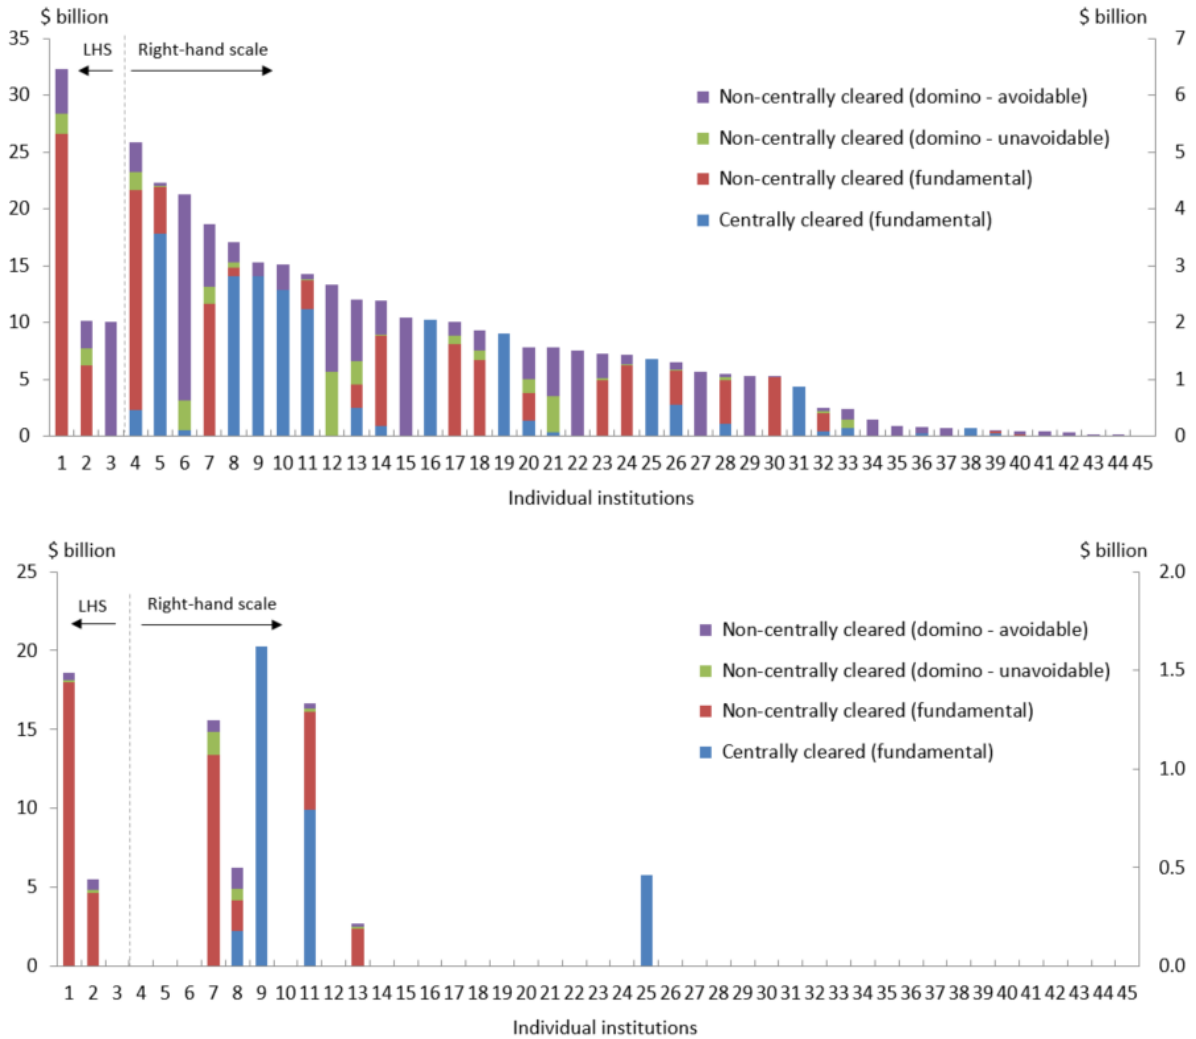 $ billion $ billion
35 7
LHS Right-hand scale
30 6
Non-centrally cleared (domino - avoidable)
Non-centrally cleared (domino - unavoidable)
25 5
Non-centrally cleared (fundamental)
20 4
Centrally cleared (fundamental)
15 3
10 2
5 1
0 0
1 2 3 4 5 6 7 8 9 10 11 12 13 14 15 16 17 18 19 20 21 22 23 24 25 26 27 28 29 30 31 32 33 34 35 36 37 38 39 40 41 42 43 44 45
Individual institutions
$ billion $ billion
25 2.0
LHS Right-hand scale
Non-centrally cleared (domino - avoidable)
20
Non-centrally cleared (domino - unavoidable)
1.5
Non-centrally cleared (fundamental)
15
Centrally cleared (fundamental)
1.0
10
5 0.5
0 0.0
1 2 3 4 5 6 7 8 9 10 11 12 13 14 15 16 17 18 19 20 21 22 23 24 25 26 27 28 29 30 31 32 33 34 35 36 37 38 39 40 41 42 43 44 45
Individual institutions